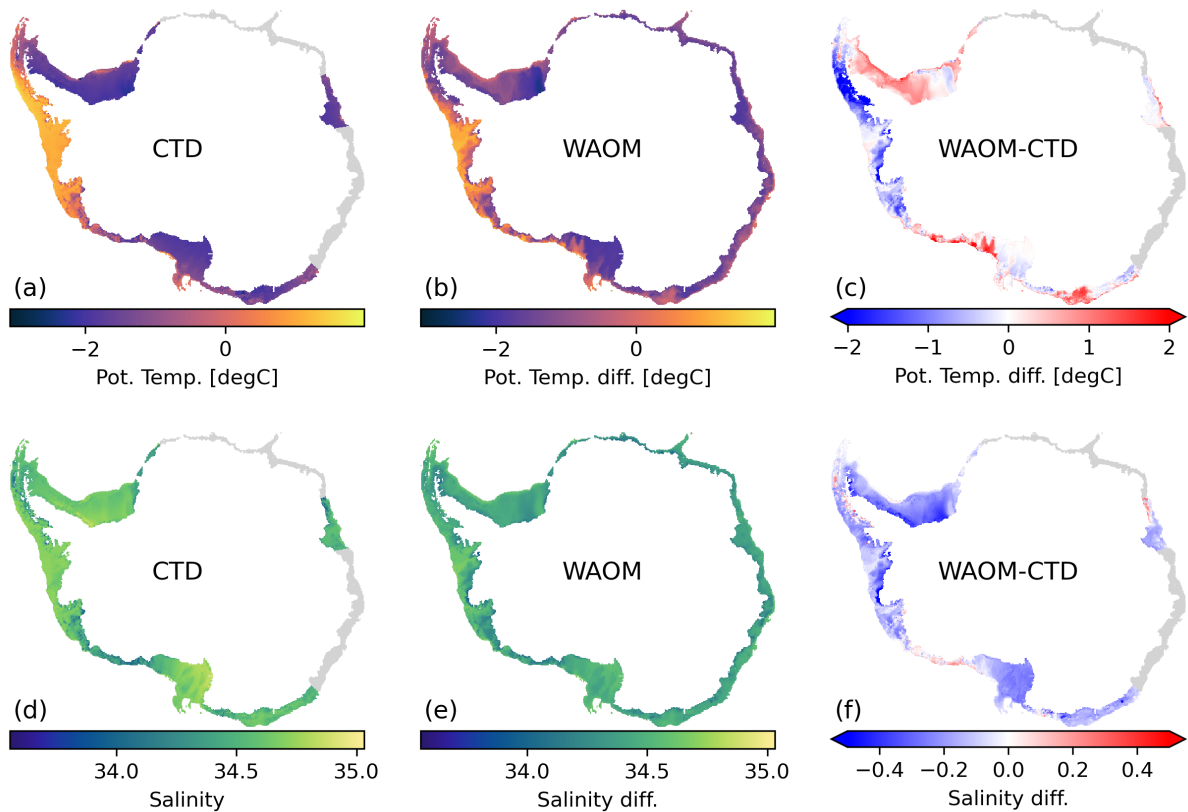 CTD
WAOM
WAOM-CTD
(a)
(b)
(c)
−2
0
−2
0
−2
−1
0
1
2
Pot. Temp. [degC]
Pot. Temp. diff. [degC]
Pot. Temp. diff. [degC]
CTD
WAOM
WAOM-CTD
(d)
(e)
(f)
34.0
34.5
35.0
34.0
34.5
35.0
−0.4
−0.2
0.0
0.2
0.4
Salinity
Salinity diff.
Salinity diff.